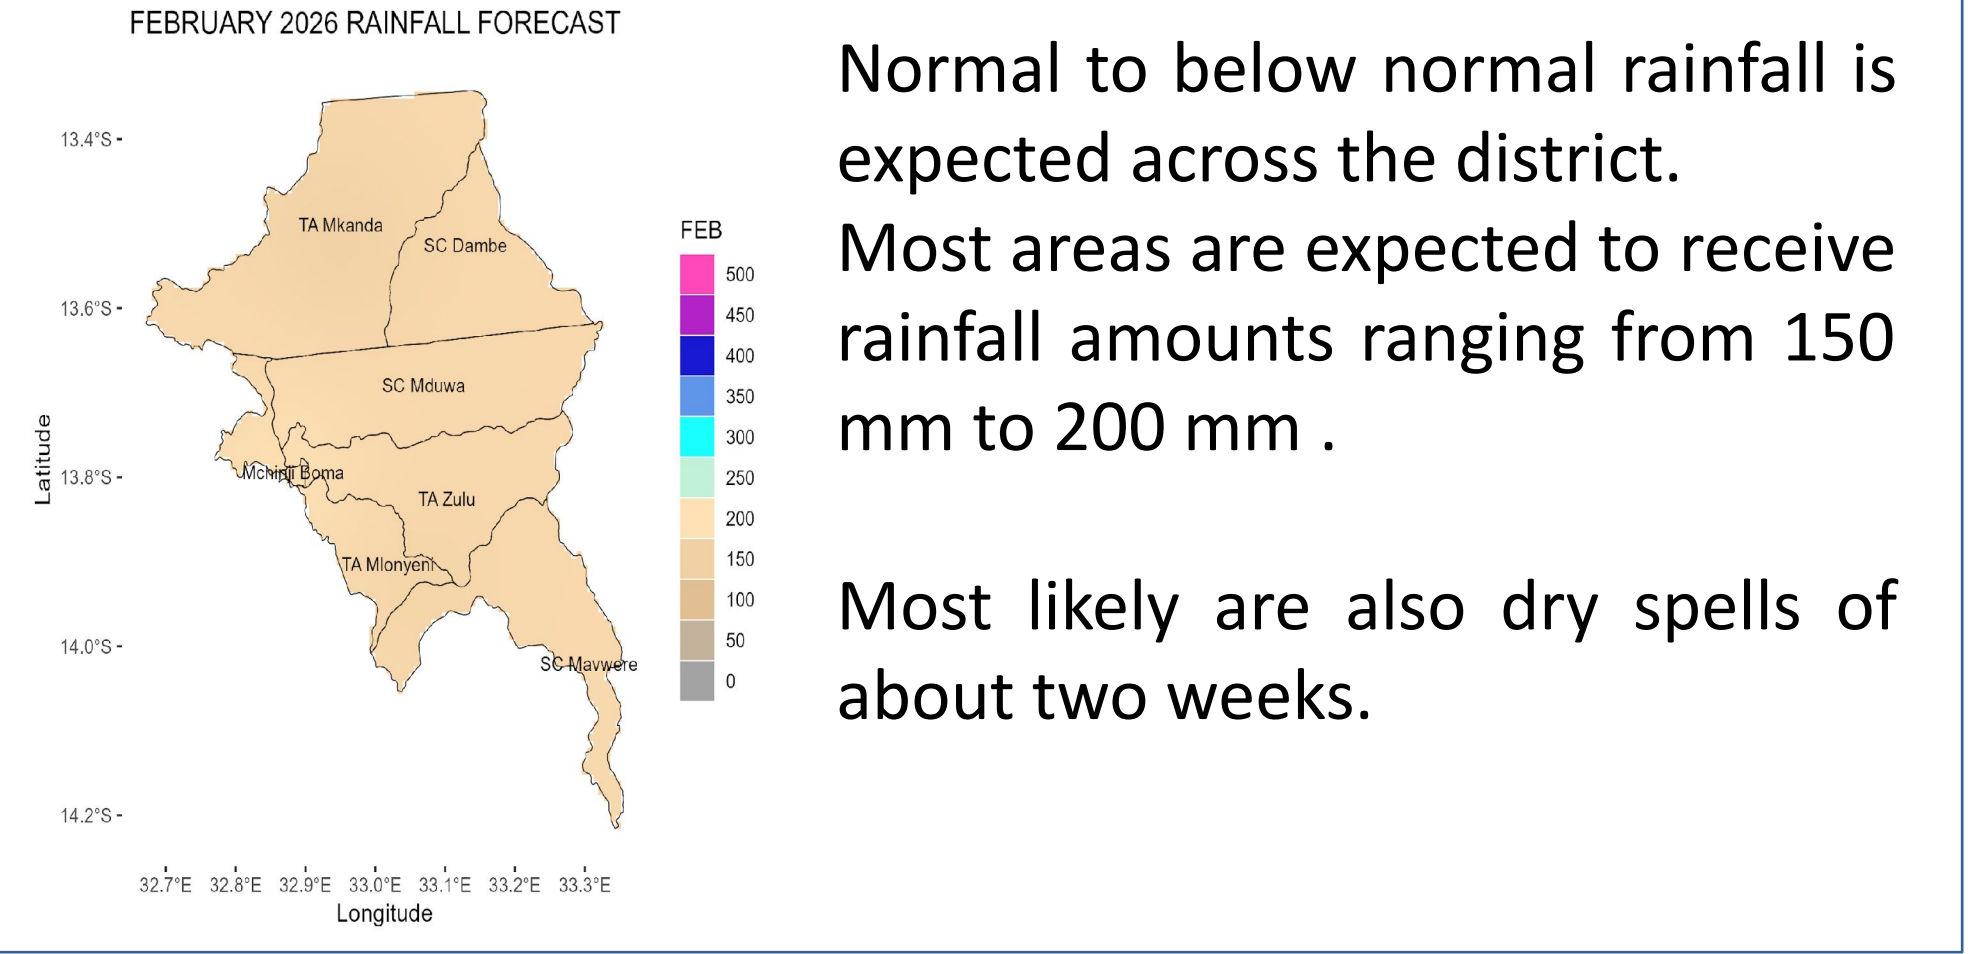 FEBRUARY 2026 RAINFALL FORECAST
13.4°S
13.6°S
13.8°S
14.0°S
14.2°S
Latitude
TA Mkanda
SC Dambe
SC Mduwa
Mchinji Boma
TA Zulu
TA Mlonyeni
SC Mavwere
32.7°E 32.8°E 32.9°E 33.0°E 33.1°E 33.2°E 33.3°E
Longitude
FEB
500
450
400
350
300
250
200
150
100
50
0
Normal to below normal rainfall is
expected across the district.
Most areas are expected to receive
rainfall amounts ranging from 150
mm to 200 mm .
Most likely are also dry spells of
about two weeks.